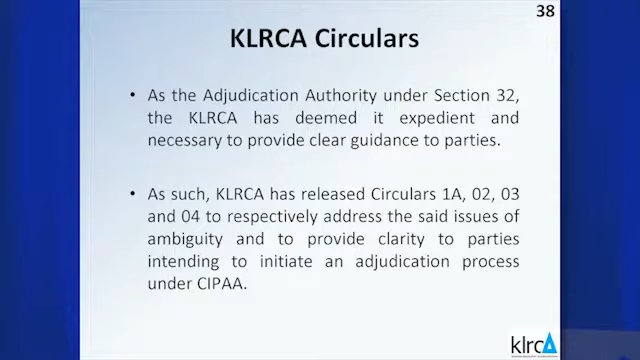 38
KLRCA Circulars
• As the Adjudication Authority under Section 32,
the KLRCA has deemed it expedient and
necessary to provide clear guidance to parties.
• As such, KLRCA has released Circulars 1A, 02, 03
and 04 to respectively address the said issues of
ambiguity and to provide clarity to parties
intending to initiate an adjudication process
under CIPAA.
klrcA